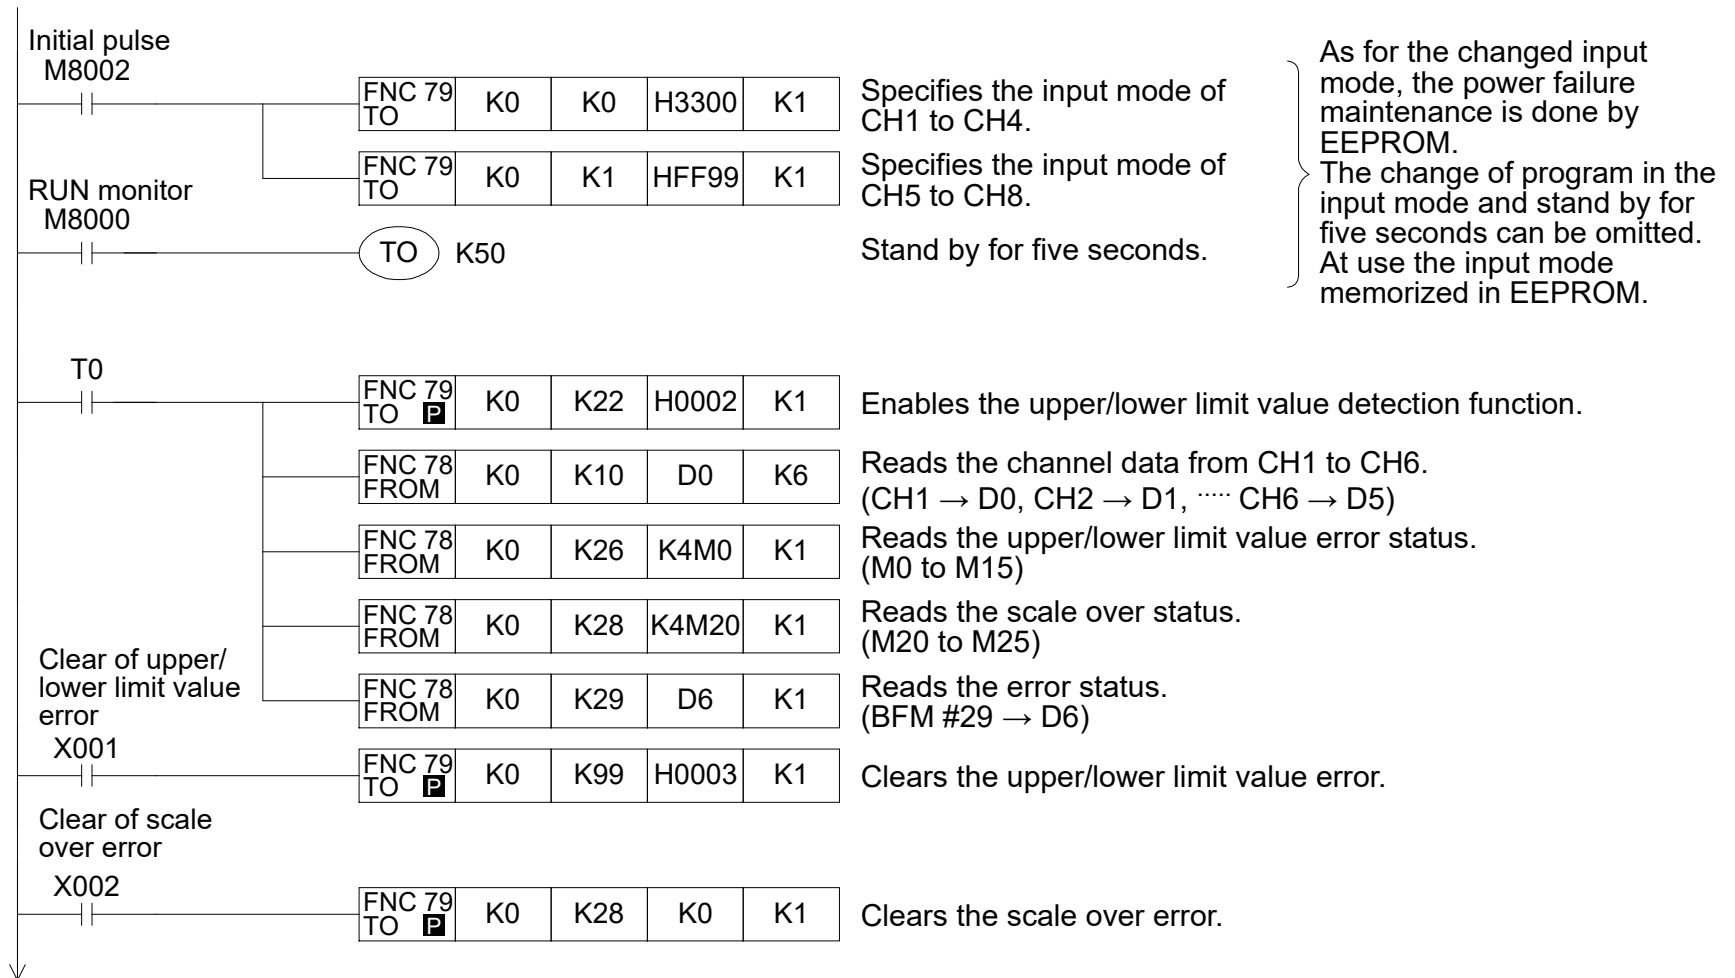 Initial pulse
M8002
FNC 79 TO K0 K0 H3300 K1
Specifies the input mode of
CH1 to CH4.
FNC 79 TO K0 K1 HFF99 K1
Specifies the input mode of
CH5 to CH8.
RUN monitor
M8000
TO K50
Stand by for five seconds.
As for the changed input
mode, the power failure
maintenance is done by
EEPROM.
The change of program in the
input mode and stand by for
five seconds can be omitted.
At use the input mode
memorized in EEPROM.
T0
FNC 79 TO P K0 K22 H0002 K1
Enables the upper/lower limit value detection function.
FNC 78 FROM K0 K10 D0 K6
Reads the channel data from CH1 to CH6.
(CH1 → D0, CH2 → D1, ····· CH6 → D5)
FNC 78 FROM K0 K26 K4M0 K1
Reads the upper/lower limit value error status.
(M0 to M15)
FNC 78 FROM K0 K28 K4M20 K1
Reads the scale over status.
(M20 to M25)
FNC 78 FROM K0 K29 D6 K1
Reads the error status.
(BFM #29 → D6)
Clear of upper/
lower limit value
error
X001
FNC 79 TO P K0 K99 H0003 K1
Clears the upper/lower limit value error.
Clear of scale
over error
X002
FNC 79 TO P K0 K28 K0 K1
Clears the scale over error.